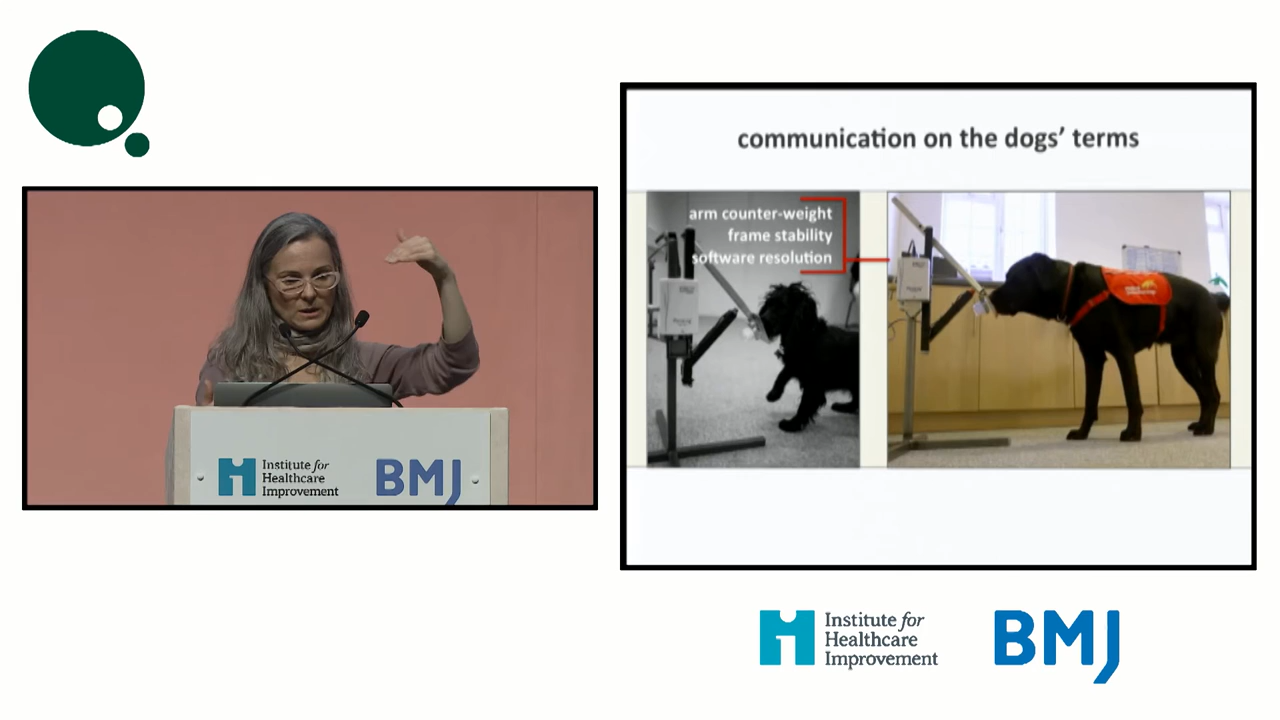 communication on the dogs' terms
arm counter-weight
frame stability
software resolution
Institute for
Healthcare
Improvement
BMJ
Institute for
Healthcare
Improvement
BMJ